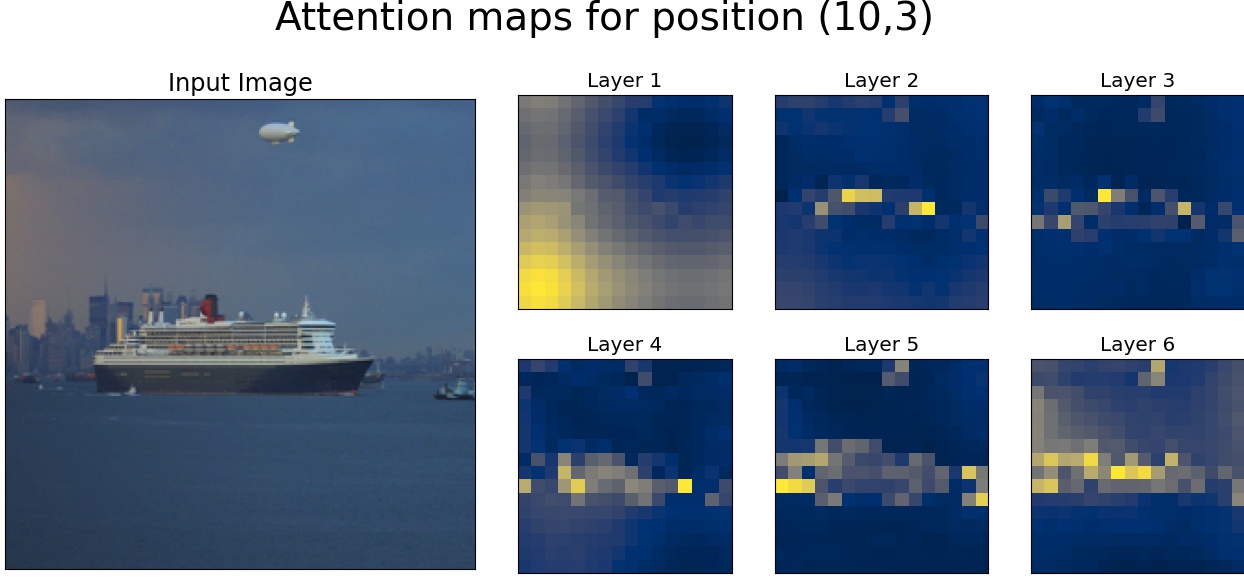 Attention maps for position (10,3)
Input Image
Layer 1
Layer 2
Layer 3
Layer 4
Layer 5
Layer 6